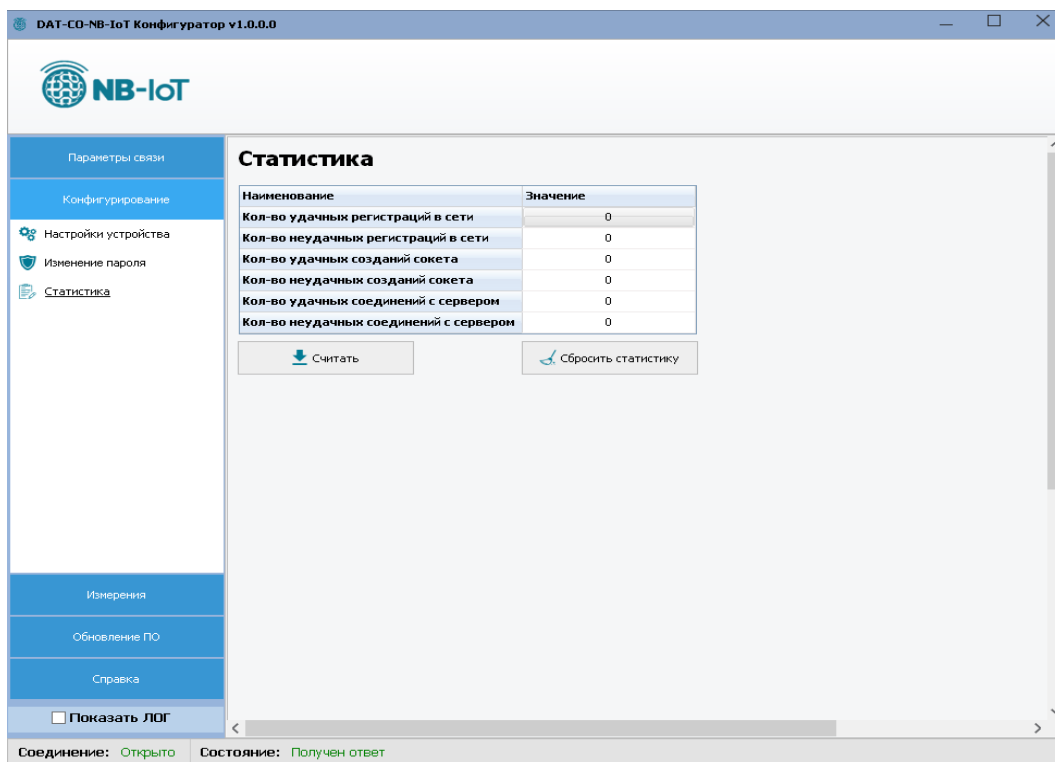 DAT-CO-NB-IoT Конфигуратор v1.0.0.0
NB-IoT
Параметры связи
Конфигурирование
Настройки устройства
Изменение пароля
Статистика
Статистика
Наименование Значение
Кол-во удачных регистраций в сети 0
Кол-во неудачных регистраций в сети 0
Кол-во удачных созданий сокета 0
Кол-во неудачных созданий сокета 0
Кол-во удачных соединений с сервером 0
Кол-во неудачных соединений с сервером 0
Считать Сбросить статистику
Измерения
Обновление ПО
Справка
Показать ЛОГ
Соединение: Открыто Состояние: Получен ответ